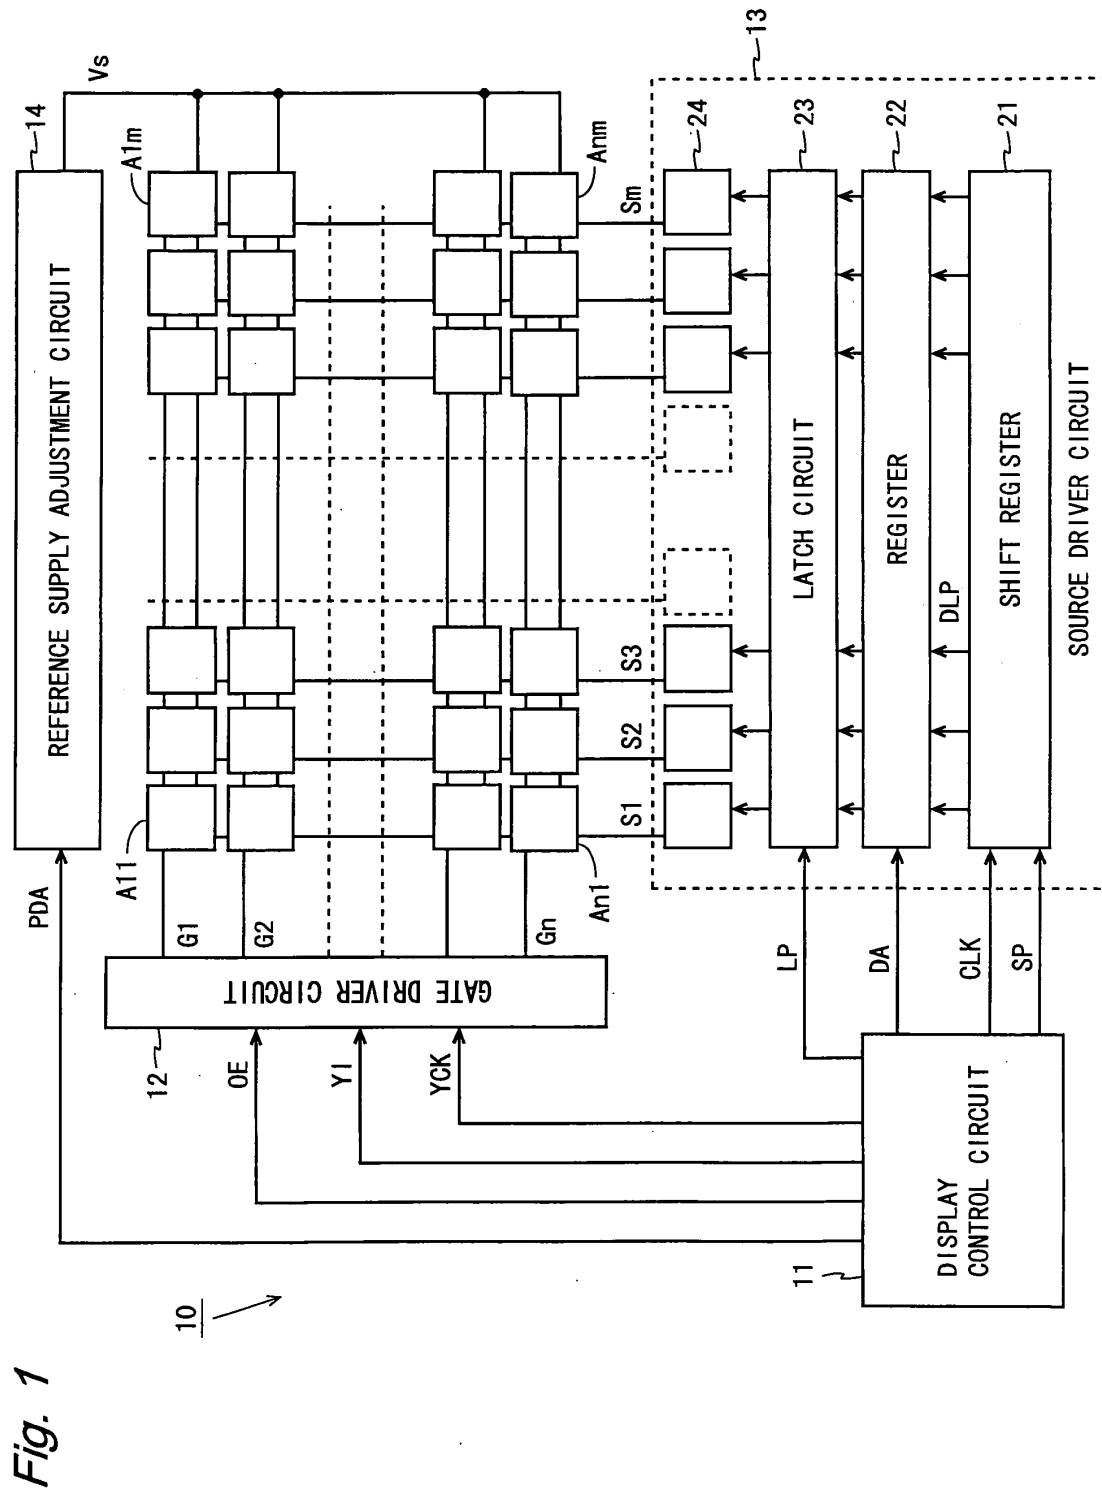 Fig. 1
10
REFERENCE SUPPLY ADJUSTMENT CIRCUIT
14
Vs
PDA
A11
A1m
G1
G2
Gn
GATE DRIVER CIRCUIT
12
OE
YI
YCK
An1
Anm
S1
S2
S3
Sm
13
24
LATCH CIRCUIT
23
REGISTER
22
DLP
SHIFT REGISTER
21
SOURCE DRIVER CIRCUIT
LP
DA
CLK
SP
11
DISPLAY
CONTROL CIRCUIT